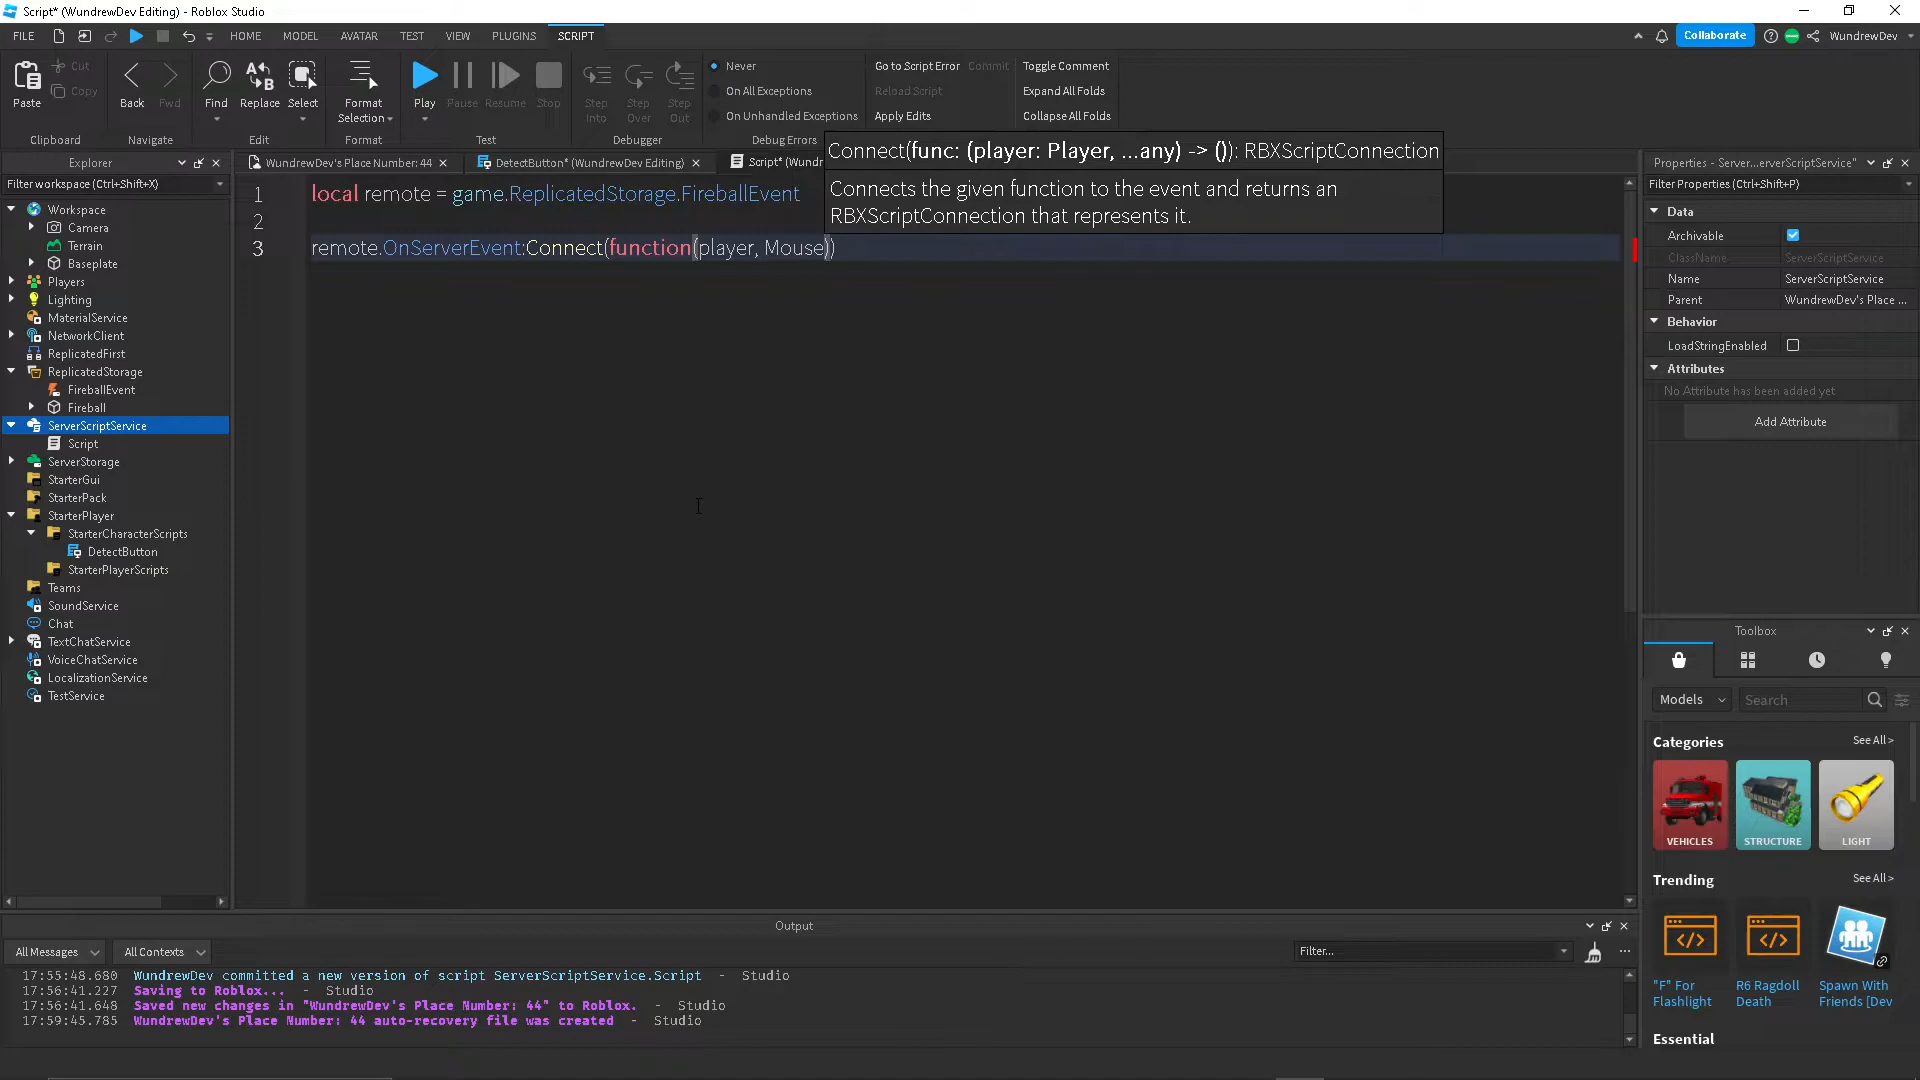 Script* (WundrewDev Editing) - Roblox Studio
FILE HOME MODEL AVATAR TEST VIEW PLUGINS SCRIPT Collaborate WundrewDev
Paste Cut Copy Back Fwd Find Replace Select Format Selection Play Pause Resume Stop Step Into Step Over Step Out
Never Go to Script Error Commit Toggle Comment
On All Exceptions Reload Script Expand All Folds
On Unhandled Exceptions Apply Edits Collapse All Folds
Clipboard Navigate Edit Format Test Debugger Debug Errors
Explorer
Filter workspace (Ctrl+Shift+X)
Workspace
Camera
Terrain
Baseplate
Players
Lighting
MaterialService
NetworkClient
ReplicatedFirst
ReplicatedStorage
FireballEvent
Fireball
ServerScriptService
Script
ServerStorage
StarterGui
StarterPack
StarterPlayer
StarterCharacterScripts
DetectButton
StarterPlayerScripts
Teams
SoundService
Chat
TextChatService
VoiceChatService
LocalizationService
TestService
WundrewDev's Place Number: 44 DetectButton* (WundrewDev Editing) Script* (Wundr
Connect(func: (player: Player, ...any) -> ()): RBXScriptConnection
Connects the given function to the event and returns an
RBXScriptConnection that represents it.
1 local remote = game.ReplicatedStorage.FireballEvent
2
3 remote.OnServerEvent:Connect(function(player, Mouse))
Properties - Server...erverScriptService"
Filter Properties (Ctrl+Shift+P)
Data
Archivable
ClassName ServerScriptService
Name ServerScriptService
Parent WundrewDev's Place ...
Behavior
LoadStringEnabled
Attributes
No Attribute has been added yet
Add Attribute
Toolbox
Models Search
Categories See All >
VEHICLES STRUCTURE LIGHT
Trending See All >
"F" For Flashlight
R6 Ragdoll Death
Spawn With Friends [Dev
Essential
Output
All Messages All Contexts Filter...
17:55:48.680 WundrewDev committed a new version of script ServerScriptService.Script - Studio
17:56:41.227 Saving to Roblox... - Studio
17:56:41.648 Saved new changes in "WundrewDev's Place Number: 44" to Roblox. - Studio
17:59:45.785 WundrewDev's Place Number: 44 auto-recovery file was created - Studio